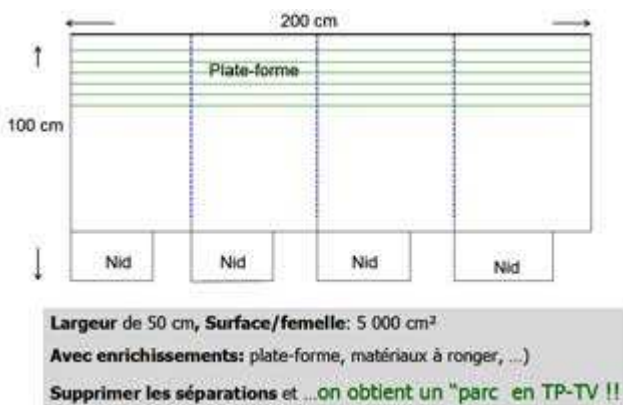 200 cm
Plate-forme
100 cm
Nid
Nid
Nid
Nid
Largeur de 50 cm, Surface/femelle: 5 000 cm²
Avec enrichissements: plate-forme, matériaux à ronger, ...)
Supprimer les séparations et ...on obtient un "parc en TP-TV !!